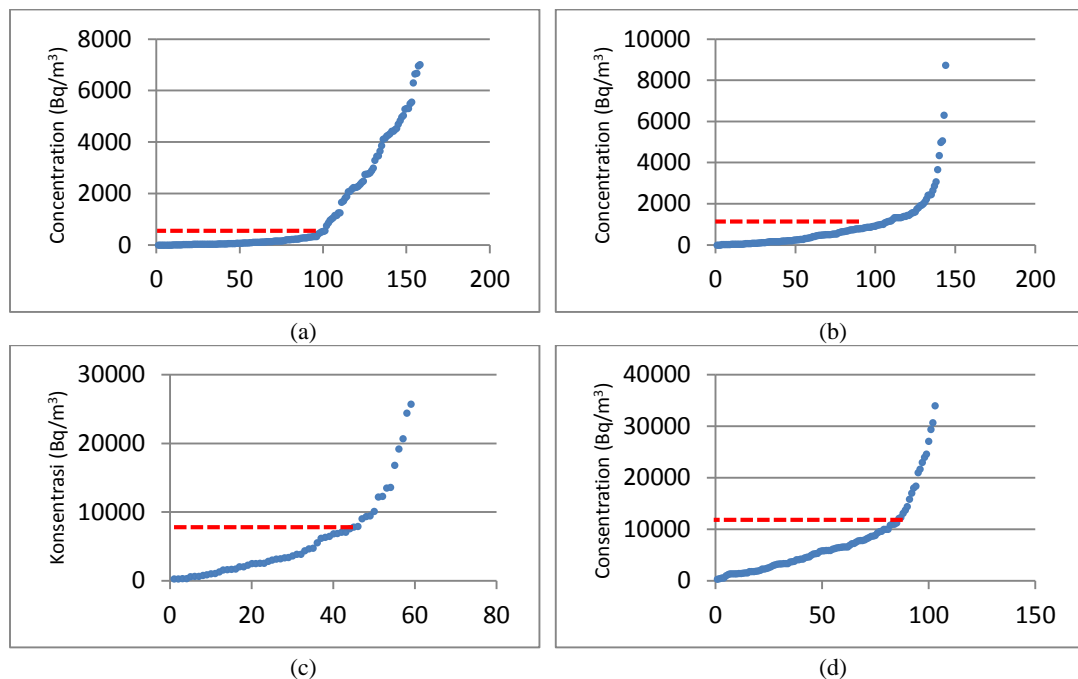 Concentration (Bq/m³)
8000
6000
4000
2000
0
0 50 100 150 200
(a)
Concentration (Bq/m³)
10000
8000
6000
4000
2000
0
0 50 100 150 200
(b)
Konsentrasi (Bq/m³)
30000
20000
10000
0
0 20 40 60 80
(c)
Consentration (Bq/m³)
40000
30000
20000
10000
0
0 50 100 150
(d)